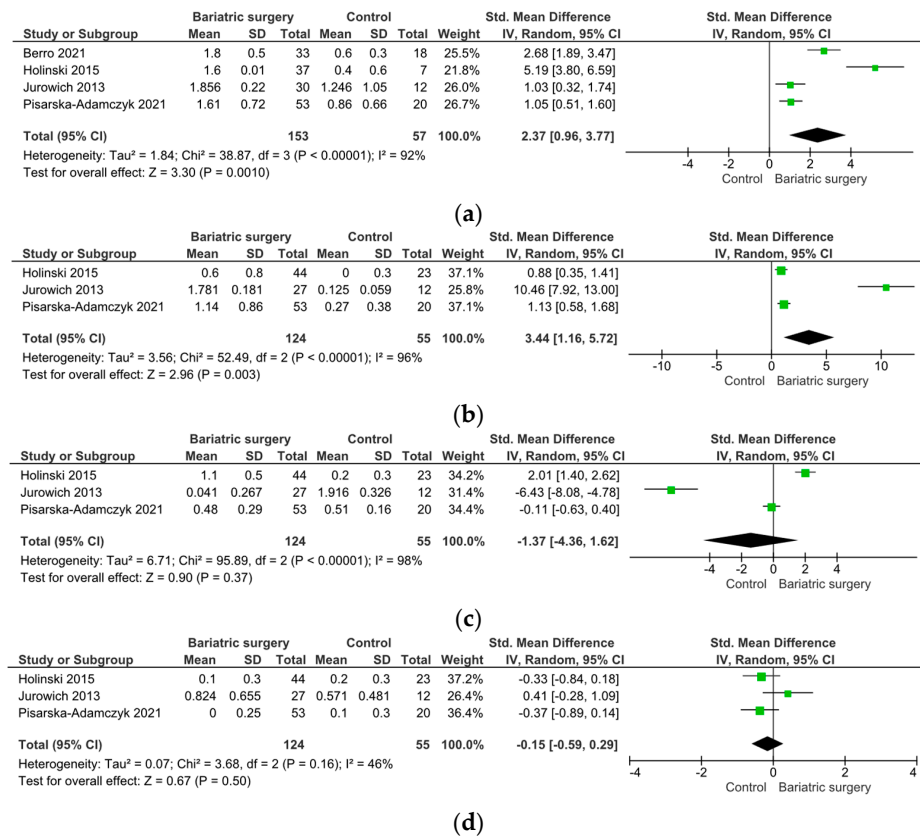 Bariatric surgery Control Std. Mean Difference Std. Mean Difference
Study or Subgroup Mean SD Total Mean SD Total Weight IV, Random, 95% CI IV, Random, 95% CI
Berro 2021 1.8 0.5 33 0.6 0.3 18 25.5% 2.68 [1.89, 3.47]
Holinski 2015 1.6 0.01 37 0.4 0.6 7 21.8% 5.19 [3.80, 6.59]
Jurowich 2013 1.856 0.22 30 1.246 1.05 12 26.0% 1.03 [0.32, 1.74]
Pisarska-Adamczyk 2021 1.61 0.72 53 0.86 0.66 20 26.7% 1.05 [0.51, 1.60]
Total (95% CI) 153 57 100.0% 2.37 [0.96, 3.77]
Heterogeneity: Tau² = 1.84; Chi² = 38.87, df = 3 (P < 0.00001); I² = 92%
Test for overall effect: Z = 3.30 (P = 0.0010)
-4 -2 0 2 4
Control Bariatric surgery
(a)
Bariatric surgery Control Std. Mean Difference Std. Mean Difference
Study or Subgroup Mean SD Total Mean SD Total Weight IV, Random, 95% CI IV, Random, 95% CI
Holinski 2015 0.6 0.8 44 0 0.3 23 37.1% 0.88 [0.35, 1.41]
Jurowich 2013 1.781 0.181 27 0.125 0.059 12 25.8% 10.46 [7.92, 13.00]
Pisarska-Adamczyk 2021 1.14 0.86 53 0.27 0.38 20 37.1% 1.13 [0.58, 1.68]
Total (95% CI) 124 55 100.0% 3.44 [1.16, 5.72]
Heterogeneity: Tau² = 3.56; Chi² = 52.49, df = 2 (P < 0.00001); I² = 96%
Test for overall effect: Z = 2.96 (P = 0.003)
-10 -5 0 5 10
Control Bariatric surgery
(b)
Bariatric surgery Control Std. Mean Difference Std. Mean Difference
Study or Subgroup Mean SD Total Mean SD Total Weight IV, Random, 95% CI IV, Random, 95% CI
Holinski 2015 1.1 0.5 44 0.2 0.3 23 34.2% 2.01 [1.40, 2.62]
Jurowich 2013 0.041 0.267 27 1.916 0.326 12 31.4% -6.43 [-8.08, -4.78]
Pisarska-Adamczyk 2021 0.48 0.29 53 0.51 0.16 20 34.4% -0.11 [-0.63, 0.40]
Total (95% CI) 124 55 100.0% -1.37 [-4.36, 1.62]
Heterogeneity: Tau² = 6.71; Chi² = 95.89, df = 2 (P < 0.00001); I² = 98%
Test for overall effect: Z = 0.90 (P = 0.37)
-4 -2 0 2 4
Control Bariatric surgery
(c)
Bariatric surgery Control Std. Mean Difference Std. Mean Difference
Study or Subgroup Mean SD Total Mean SD Total Weight IV, Random, 95% CI IV, Random, 95% CI
Holinski 2015 0.1 0.3 44 0.2 0.3 23 37.2% -0.33 [-0.84, 0.18]
Jurowich 2013 0.824 0.655 27 0.571 0.481 12 26.4% 0.41 [-0.28, 1.09]
Pisarska-Adamczyk 2021 0 0.25 53 0.1 0.3 20 36.4% -0.37 [-0.89, 0.14]
Total (95% CI) 124 55 100.0% -0.15 [-0.59, 0.29]
Heterogeneity: Tau² = 0.07; Chi² = 3.68, df = 2 (P = 0.16); I² = 46%
Test for overall effect: Z = 0.67 (P = 0.50)
-4 -2 0 2 4
Control Bariatric surgery
(d)